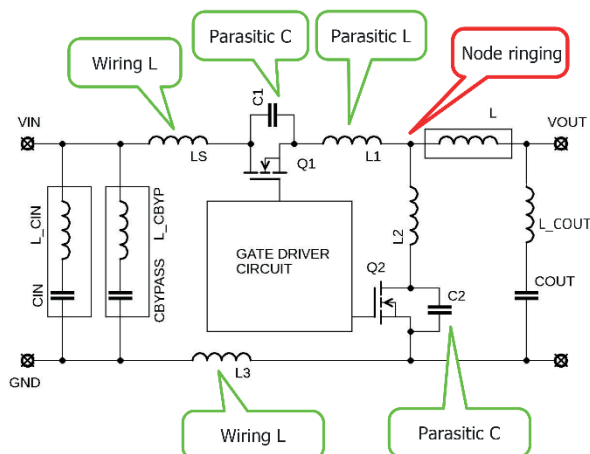 Parasitic C
Parasitic L
Node ringing
Wiring L
C1
VIN
L
VOUT
LS
Q1
L1
L_CIN
L_CBYP
L2
L_COUT
GATE DRIVER
CIRCUIT
Q2
CIN
CBYPASS
C2
COUT
GND
L3
Wiring L
Parasitic C